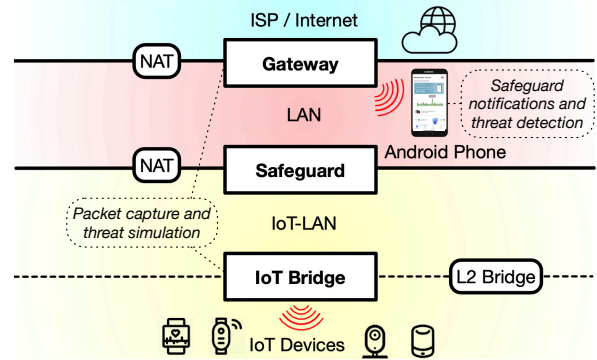 ISP / Internet
NAT
Gateway
LAN
Safeguard
notifications and
threat detection
Android Phone
NAT
Safeguard
Packet capture and
threat simulation
IoT-LAN
IoT Bridge
L2 Bridge
IoT Devices